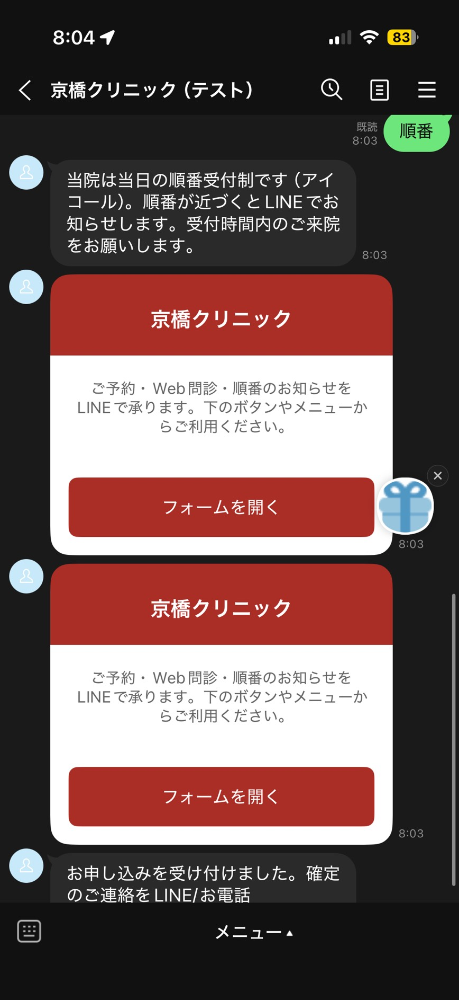 8:04
83
京橋クリニック（テスト）
既読
8:03
順番
当院は当日の順番受付制です（アイ
コール）。順番が近づくとLINEでお
知らせします。受付時間内のご来院
をお願いします。
8:03
京橋クリニック
ご予約・Web問診・順番のお知らせを
LINEで承ります。下のボタンやメニューか
らご利用ください。
フォームを開く
8:03
京橋クリニック
ご予約・Web問診・順番のお知らせを
LINEで承ります。下のボタンやメニューか
らご利用ください。
フォームを開く
8:03
お申し込みを受け付けました。確定
のご連絡をLINE/お電話
メニュー▲